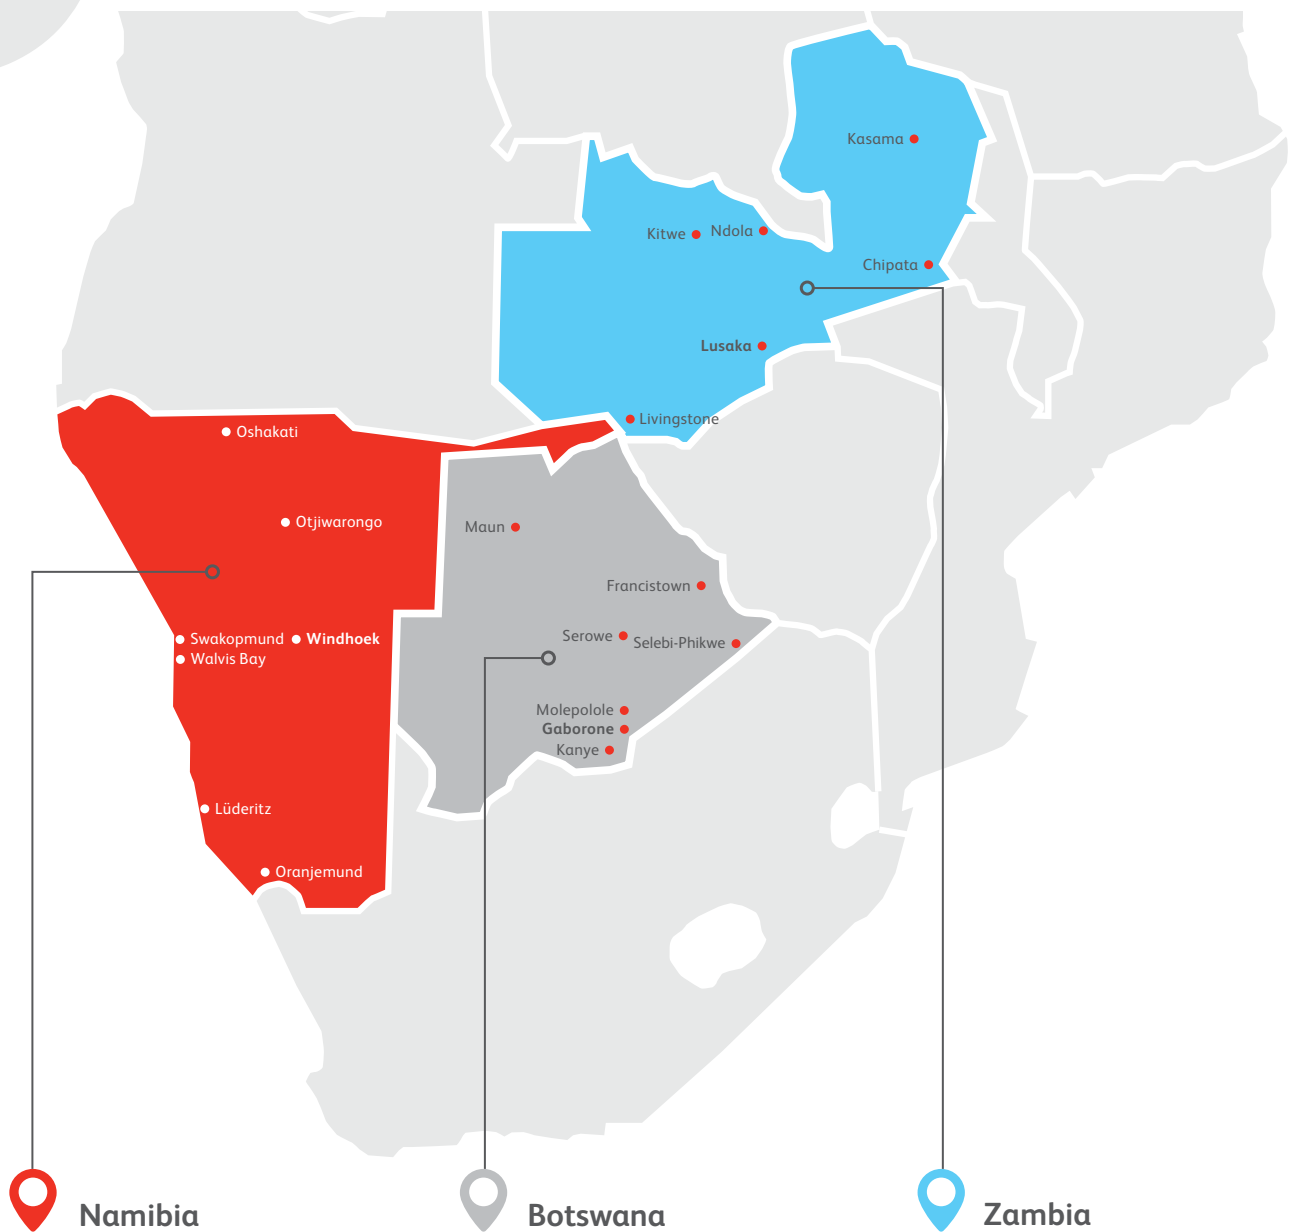 Kasama
Kitwe
Ndola
Chipata
Lusaka
Livingstone
Oshakati
Otjiwarongo
Maun
Francistown
Serowe
Selebi-Phikwe
Swakopmund
Windhoek
Walvis Bay
Molepolole
Gaborone
Kanye
Lüderitz
Oranjemund
Namibia
Botswana
Zambia